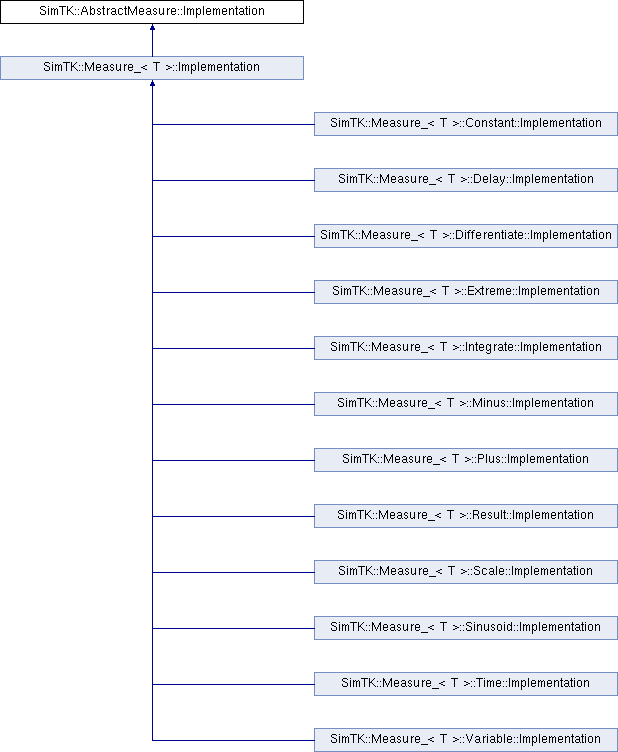 SimTK::AbstractMeasure::Implementation
SimTK::Measure_< T >::Implementation
SimTK::Measure_< T >::Constant::Implementation
SimTK::Measure_< T >::Delay::Implementation
SimTK::Measure_< T >::Differentiate::Implementation
SimTK::Measure_< T >::Extreme::Implementation
SimTK::Measure_< T >::Integrate::Implementation
SimTK::Measure_< T >::Minus::Implementation
SimTK::Measure_< T >::Plus::Implementation
SimTK::Measure_< T >::Result::Implementation
SimTK::Measure_< T >::Scale::Implementation
SimTK::Measure_< T >::Sinusoid::Implementation
SimTK::Measure_< T >::Time::Implementation
SimTK::Measure_< T >::Variable::Implementation